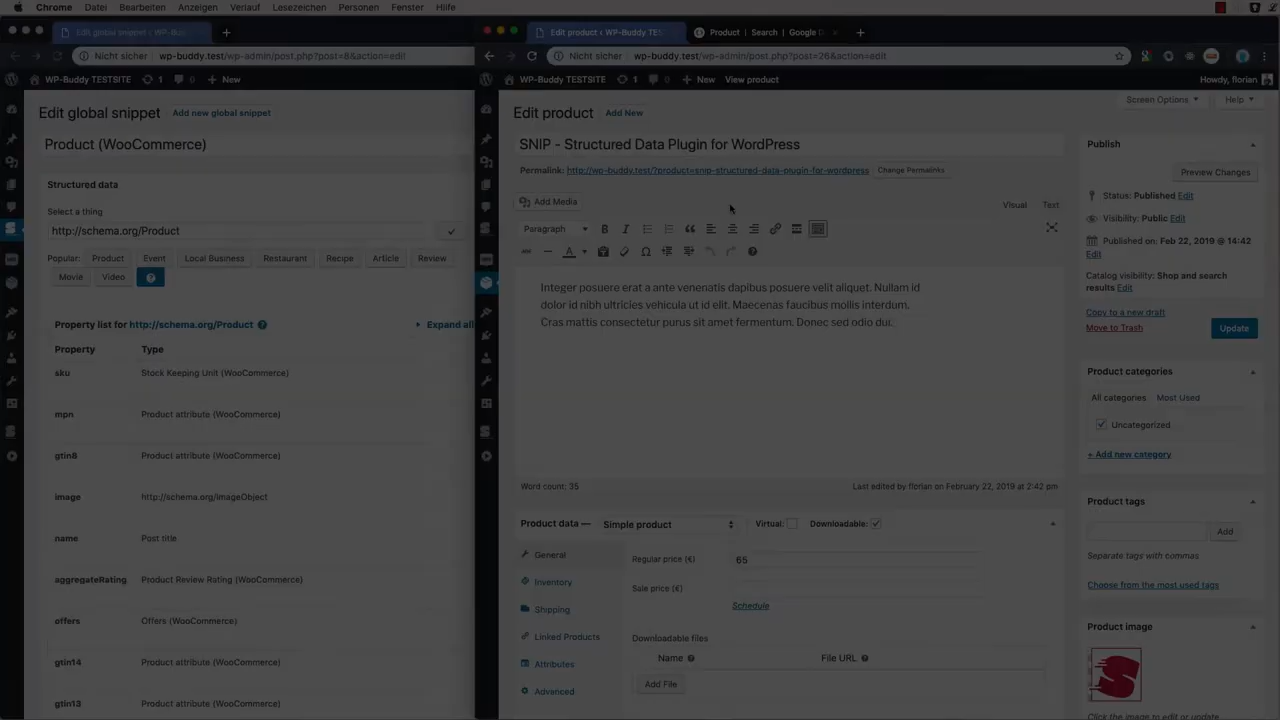 Chrome Datei Bearbeiten Anzeigen Verlauf Lesezeichen Personen Fenster Hilfe
Edit global snippet ‹ WP-Buddy
Nicht sicher wp-buddy.test/wp-admin/post.php?post=8&action=edit
WP-Buddy TESTSITE 1 0 New
Edit global snippet Add new global snippet
Product (WooCommerce)
Structured data
Select a thing
http://schema.org/Product
Popular: Product Event Local Business Restaurant Recipe Article Review
Movie Video ?
Property list for http://schema.org/Product Expand all
Property Type
sku Stock Keeping Unit (WooCommerce)
mpn Product attribute (WooCommerce)
gtin8 Product attribute (WooCommerce)
image http://schema.org/ImageObject
name Post title
aggregateRating Product Review Rating (WooCommerce)
offers Offers (WooCommerce)
gtin14 Product attribute (WooCommerce)
gtin13 Product attribute (WooCommerce)
Edit product ‹ WP-Buddy TEST Product | Search | Google D
Nicht sicher wp-buddy.test/wp-admin/post.php?post=26&action=edit
WP-Buddy TESTSITE 1 0 New View product Howdy, florian
Screen Options Help
Edit product Add New
SNIP - Structured Data Plugin for WordPress
Permalink: http://wp-buddy.test/?product=snip-structured-data-plugin-for-wordpress Change Permalinks
Add Media Visual Text
Paragraph
Integer posuere erat a ante venenatis dapibus posuere velit aliquet. Nullam id
dolor id nibh ultricies vehicula ut id elit. Maecenas faucibus mollis interdum.
Cras mattis consectetur purus sit amet fermentum. Donec sed odio dui.
Word count: 35 Last edited by florian on February 22, 2019 at 2:42 pm
Product data — Simple product Virtual: Downloadable:
General
Inventory
Shipping
Linked Products
Attributes
Advanced
Regular price (€) 65
Sale price (€)
Schedule
Downloadable files
Name File URL
Add File
Publish
Preview Changes
Status: Published Edit
Visibility: Public Edit
Published on: Feb 22, 2019 @ 14:42
Edit
Catalog visibility: Shop and search
results Edit
Copy to a new draft
Move to Trash Update
Product categories
All categories Most Used
Uncategorized
+ Add new category
Product tags
Add
Separate tags with commas
Choose from the most used tags
Product image
Click the image to edit or update